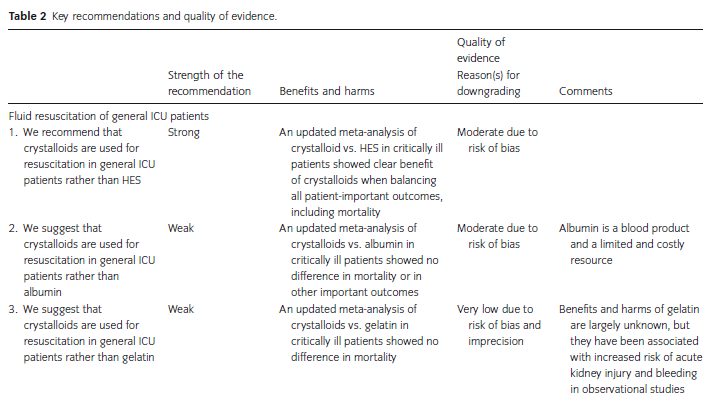 Table 2 Key recommendations and quality of evidence.
Strength of the
recommendation
Benefits and harms
Quality of
evidence
Reason(s) for
downgrading
Comments
Fluid resuscitation of general ICU patients
1. We recommend that
crystalloids are used for
resuscitation in general ICU
patients rather than HES
Strong
An updated meta-analysis of
crystalloid vs. HES in critically ill
patients showed clear benefit
of crystalloids when balancing
all patient-important outcomes,
including mortality
Moderate due to
risk of bias
2. We suggest that
crystalloids are used for
resuscitation in general ICU
patients rather than
albumin
Weak
An updated meta-analysis of
crystalloids vs. albumin in
critically ill patients showed no
difference in mortality or in
other important outcomes
Moderate due to
risk of bias
Albumin is a blood product
and a limited and costly
resource
3. We suggest that
crystalloids are used for
resuscitation in general ICU
patients rather than gelatin
Weak
An updated meta-analysis of
crystalloids vs. gelatin in
critically ill patients showed no
difference in mortality
Very low due to
risk of bias and
imprecision
Benefits and harms of gelatin
are largely unknown, but
they have been associated
with increased risk of acute
kidney injury and bleeding
in observational studies